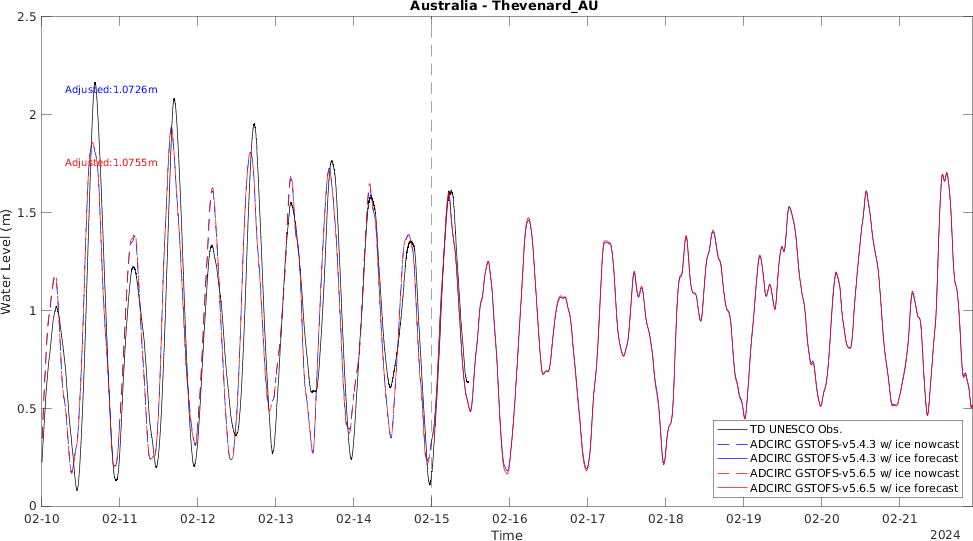 Australia - Thevenard_AU
2.5
2
1.5
1
0.5
0
Water Level (m)
Adjusted:1.0726m
Adjusted:1.0755m
TD UNESCO Obs.
ADCIRC GSTOFS-v5.4.3 w/ ice nowcast
ADCIRC GSTOFS-v5.4.3 w/ ice forecast
ADCIRC GSTOFS-v5.6.5 w/ ice nowcast
ADCIRC GSTOFS-v5.6.5 w/ ice forecast
02-10 02-11 02-12 02-13 02-14 02-15 02-16 02-17 02-18 02-19 02-20 02-21
Time
2024